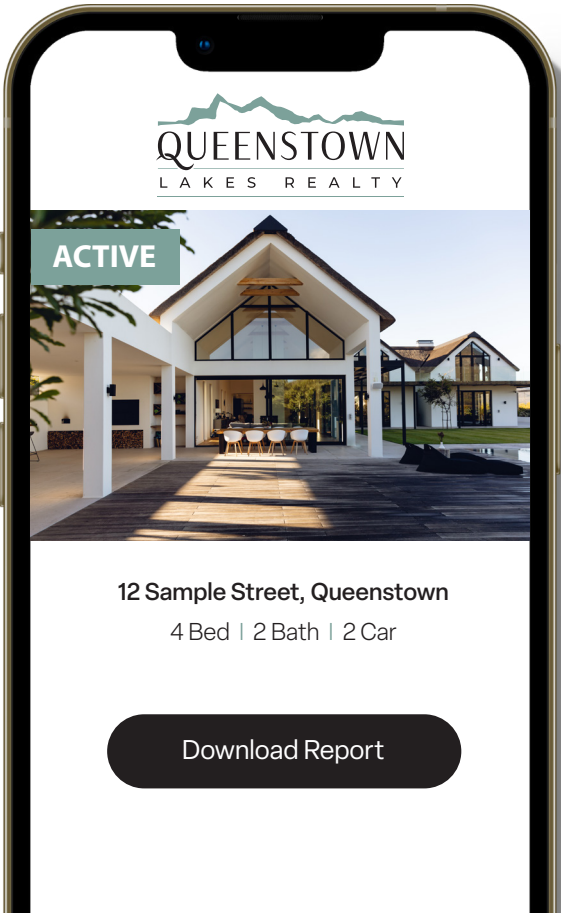 QUEENSTOWN
LAKES REALTY
ACTIVE
12 Sample Street, Queenstown
4 Bed | 2 Bath | 2 Car
Download Report